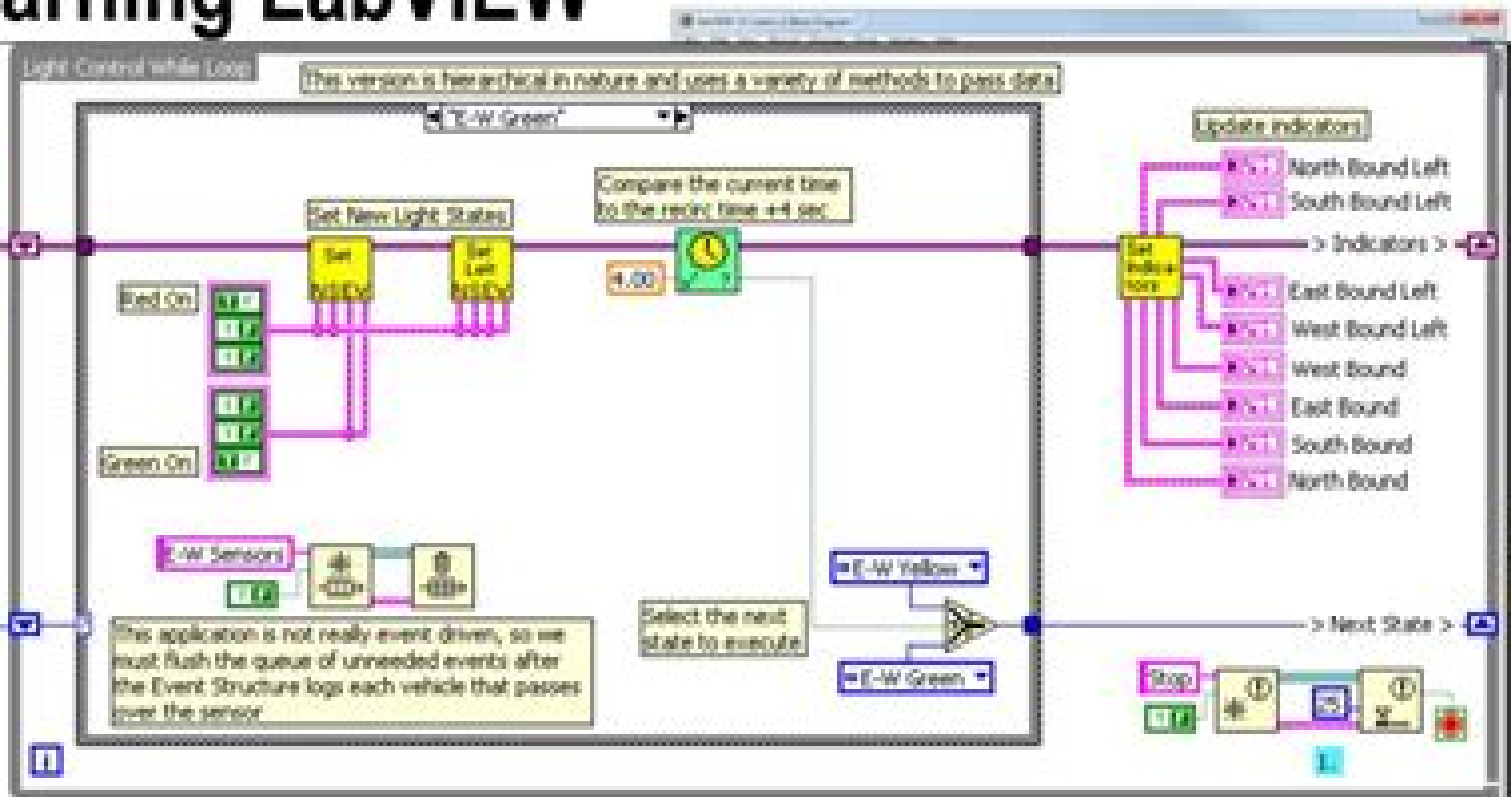 arning LabVIEW
Light Control While Loop
This version is hierarchical in nature and uses a variety of methods to pass data
"E-W Green"
Update indicators
North Bound Left
South Bound Left
> Indicators >
East Bound Left
West Bound Left
West Bound
East Bound
South Bound
North Bound
Set
Indica
tors
Compare the current time
to the recirc time +4 sec
4.00
Set New Light States
Set
NSEW
Set
Left
NSEW
Red On
Green On
E-W Sensors
This application is not really event driven, so we
must flush the queue of unneeded events after
the Event Structure logs each vehicle that passes
over the sensor
E-W Yellow
Select the next
state to execute
E-W Green
> Next State >
Stop
i